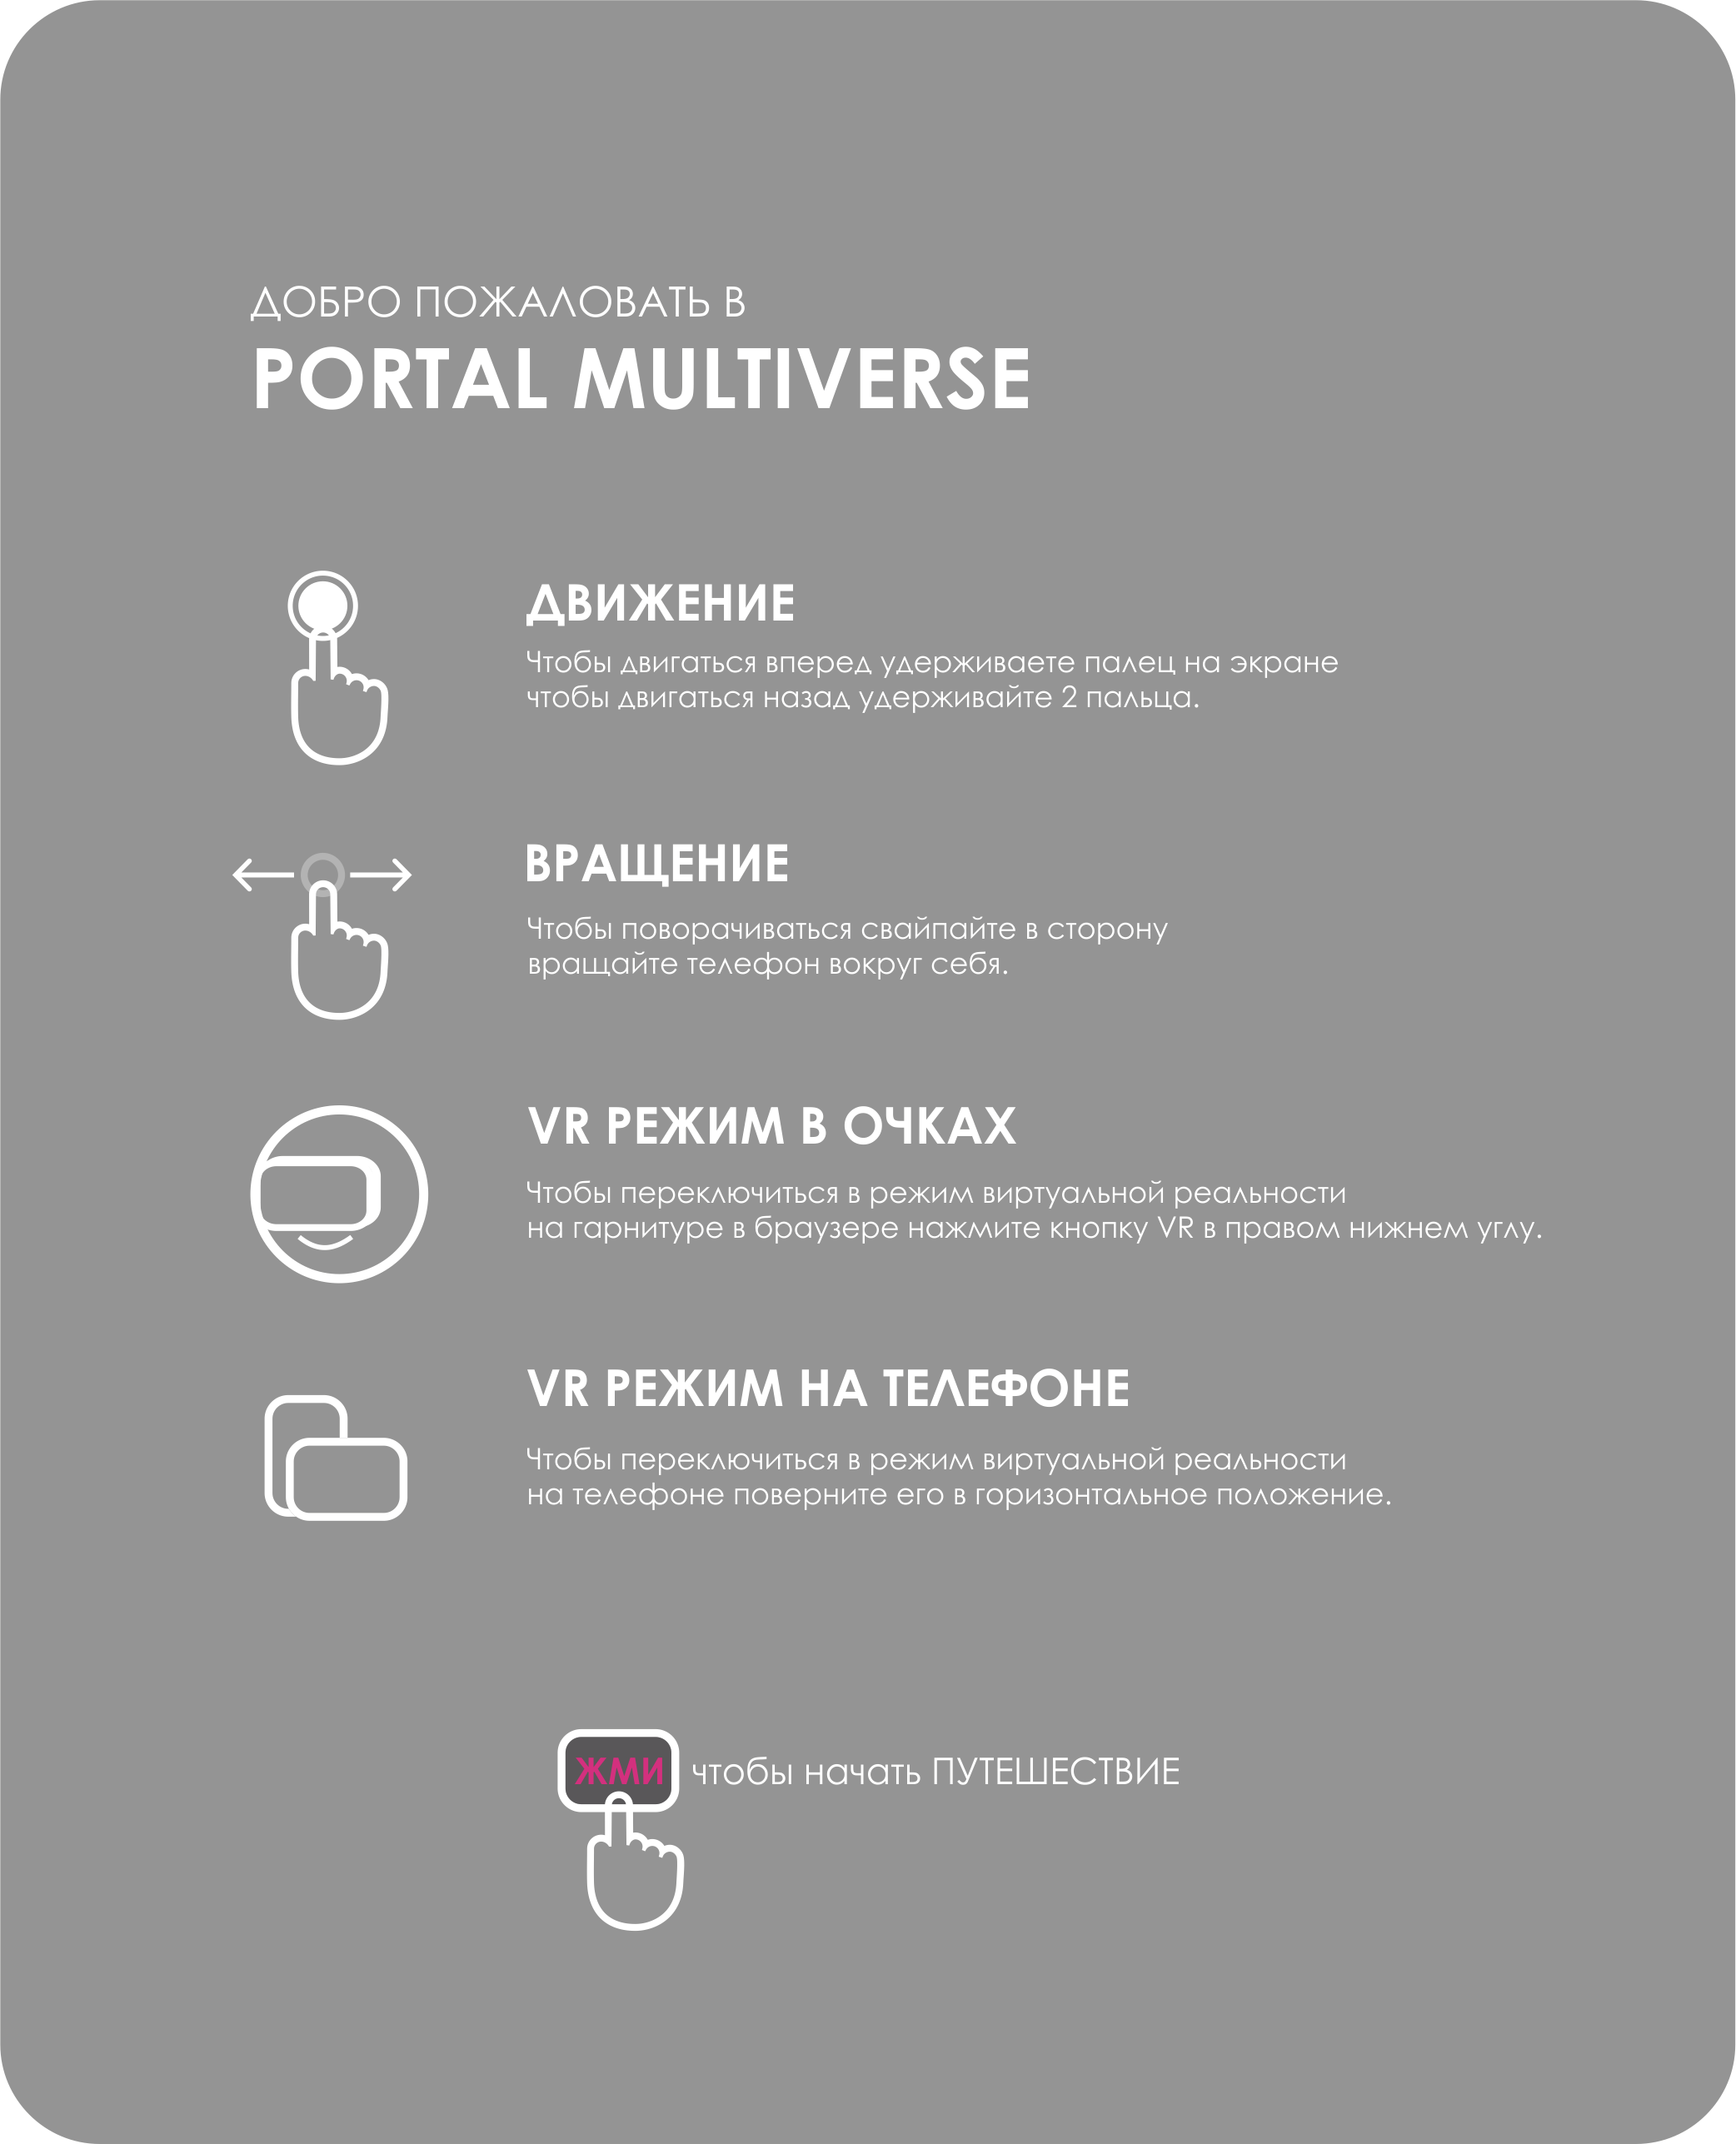 ДОБРО ПОЖАЛОВАТЬ В
PORTAL MULTIVERSE
ДВИЖЕНИЕ
Чтобы двигаться вперед удерживаете палец на экране
чтобы двигаться назад удерживайте 2 пальца.
ВРАЩЕНИЕ
Чтобы поворачиваться свайпайте в сторону
вращайте телефон вокруг себя.
VR РЕЖИМ В ОЧКАХ
Чтобы переключиться в режим виртуальной реальности
на гарнитуре в браузере нажмите кнопку VR в правом нижнем углу.
VR РЕЖИМ НА ТЕЛЕФОНЕ
Чтобы переключиться в режим виртуальной реальности
на телефоне поверните его в горизонтальное положение.
ЖМИ чтобы начать ПУТЕШЕСТВИЕ